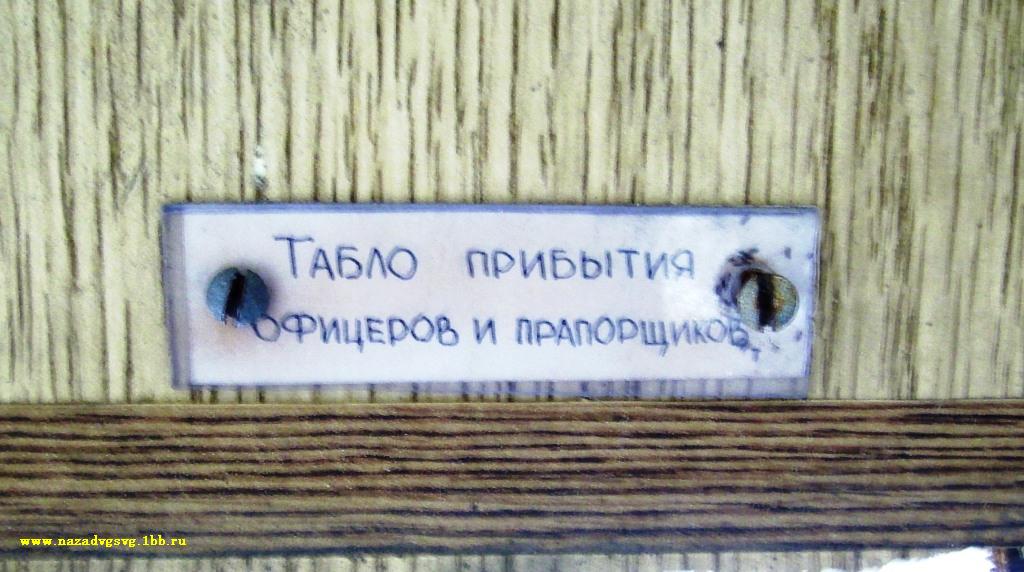 Табло прибытия
офицеров и прапорщиков
www.nazadvgsvg.1bb.ru